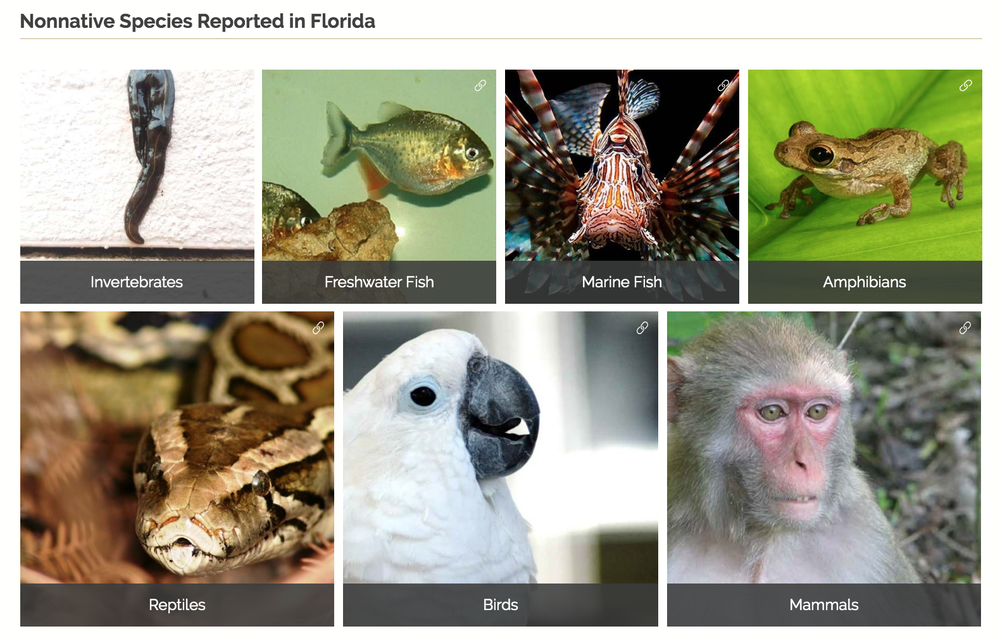 Nonnative Species Reported in Florida
Invertebrates
Freshwater Fish
Marine Fish
Amphibians
Reptiles
Birds
Mammals